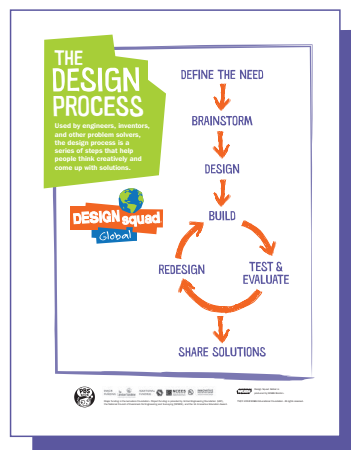 THE
DESIGN
PROCESS
Used by engineers, inventors,
and other problem solvers,
the design process is a
series of steps that help
people think creatively and
come up with solutions.
DEFINE THE NEED
BRAINSTORM
DESIGN
BUILD
TEST &
EVALUATE
REDESIGN
SHARE SOLUTIONS
DESIGN squad
Global
PBS